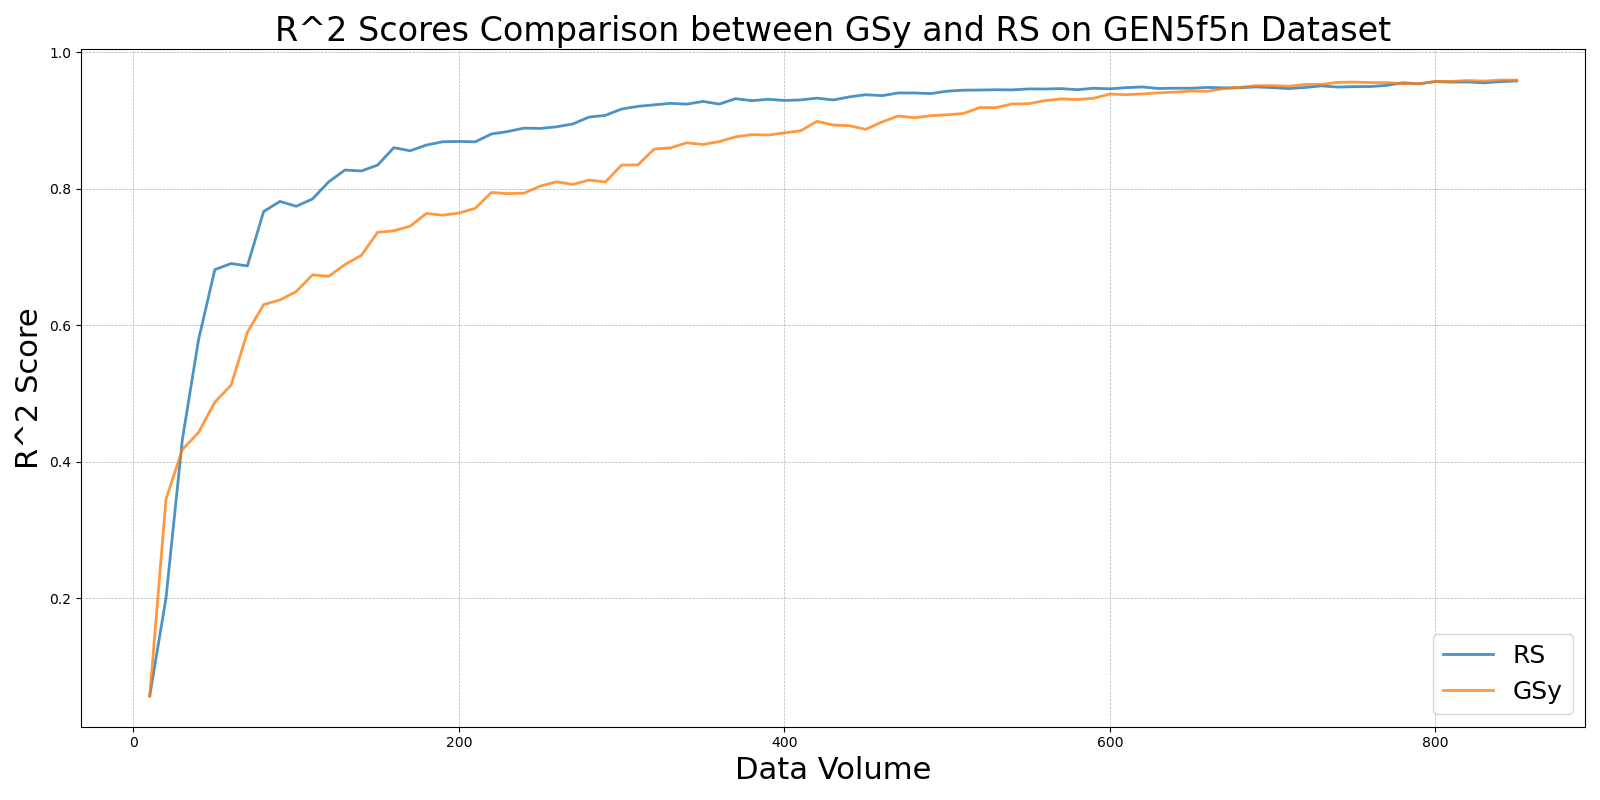 R^2 Scores Comparison between GSy and RS on GEN5f5n Dataset
R^2 Score
1.0
0.8
0.6
0.4
0.2
0 200 400 600 800
Data Volume
RS
GSy